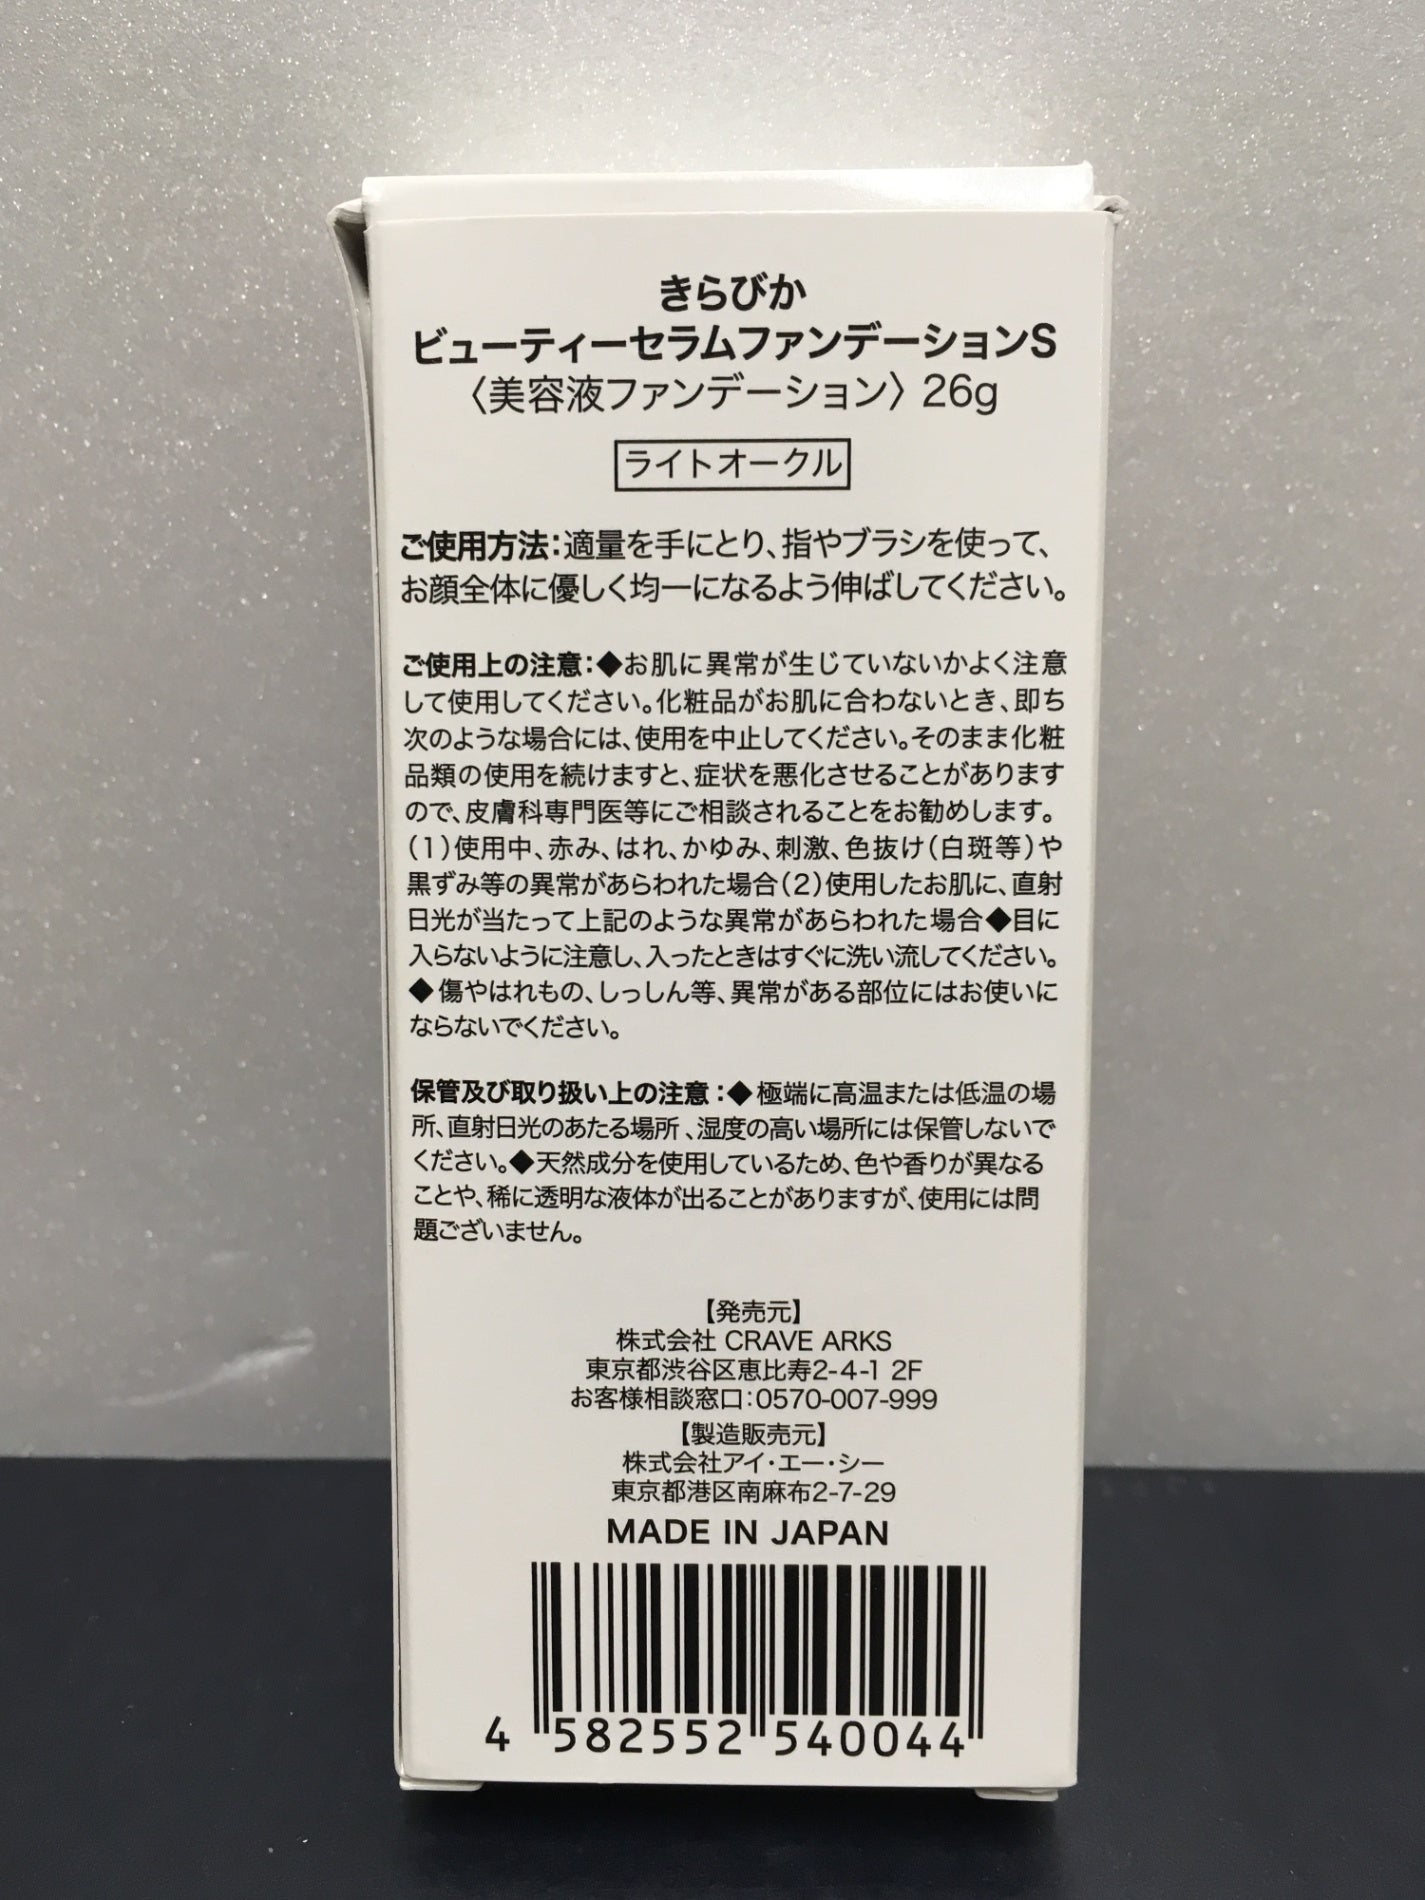 きらびか
ビューティーセラムファンデーションS
〈美容液ファンデーション〉26g
ライトオークル
ご使用方法:適量を手にとり、指やブラシを使って、
お顔全体に優しく均一になるよう伸ばしてください。
ご使用上の注意:◆お肌に異常が生じていないかよく注意
して使用してください。化粧品がお肌に合わないとき、即ち
次のような場合には、使用を中止してください。そのまま化粧
品類の使用を続けますと、症状を悪化させることがあります
ので、皮膚科専門医等にご相談されることをお勧めします。
(1)使用中、赤み、はれ、かゆみ、刺激、色抜け(白斑等)や
黒ずみ等の異常があらわれた場合(2)使用したお肌に、直射
日光が当たって上記のような異常があらわれた場合◆目に
入らないように注意し、入ったときはすぐに洗い流してください。
◆傷やはれもの、しっしん等、異常がある部位にはお使いに
ならないでください。
保管及び取り扱い上の注意:◆極端に高温または低温の場
所、直射日光のあたる場所、湿度の高い場所には保管しないで
ください。◆天然成分を使用しているため、色や香りが異なる
ことや、稀に透明な液体が出ることがありますが、使用には問
題ございません。
【発売元】
株式会社 CRAVE ARKS
東京都渋谷区恵比寿2-4-1 2F
お客様相談窓口:0570-007-999
【製造販売元】
株式会社アイ・エー・シー
東京都港区南麻布2-7-29
MADE IN JAPAN
4 582552 540044